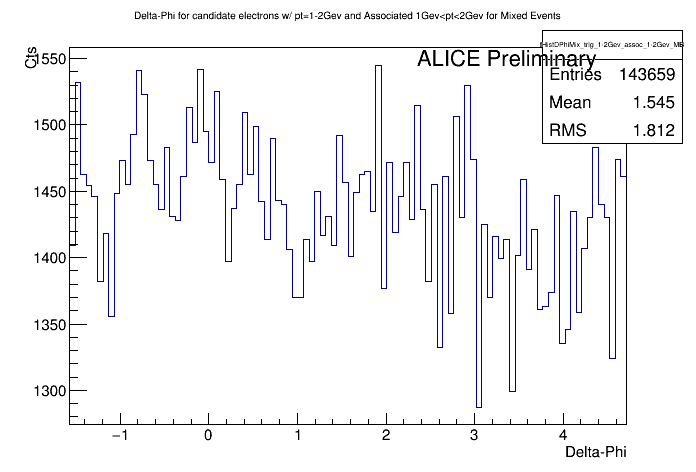 Delta-Phi for candidate electrons w/ pt=1-2Gev and Associated 1Gev<pt<2Gev for Mixed Events
Cts
ALICE Preliminary
HistDPhiMix_trig_1-2Gev_assoc_1-2Gev_MB
Entries 143659
Mean 1.545
RMS 1.812
1550
1500
1450
1400
1350
1300
−1 0 1 2 3 4
Delta-Phi